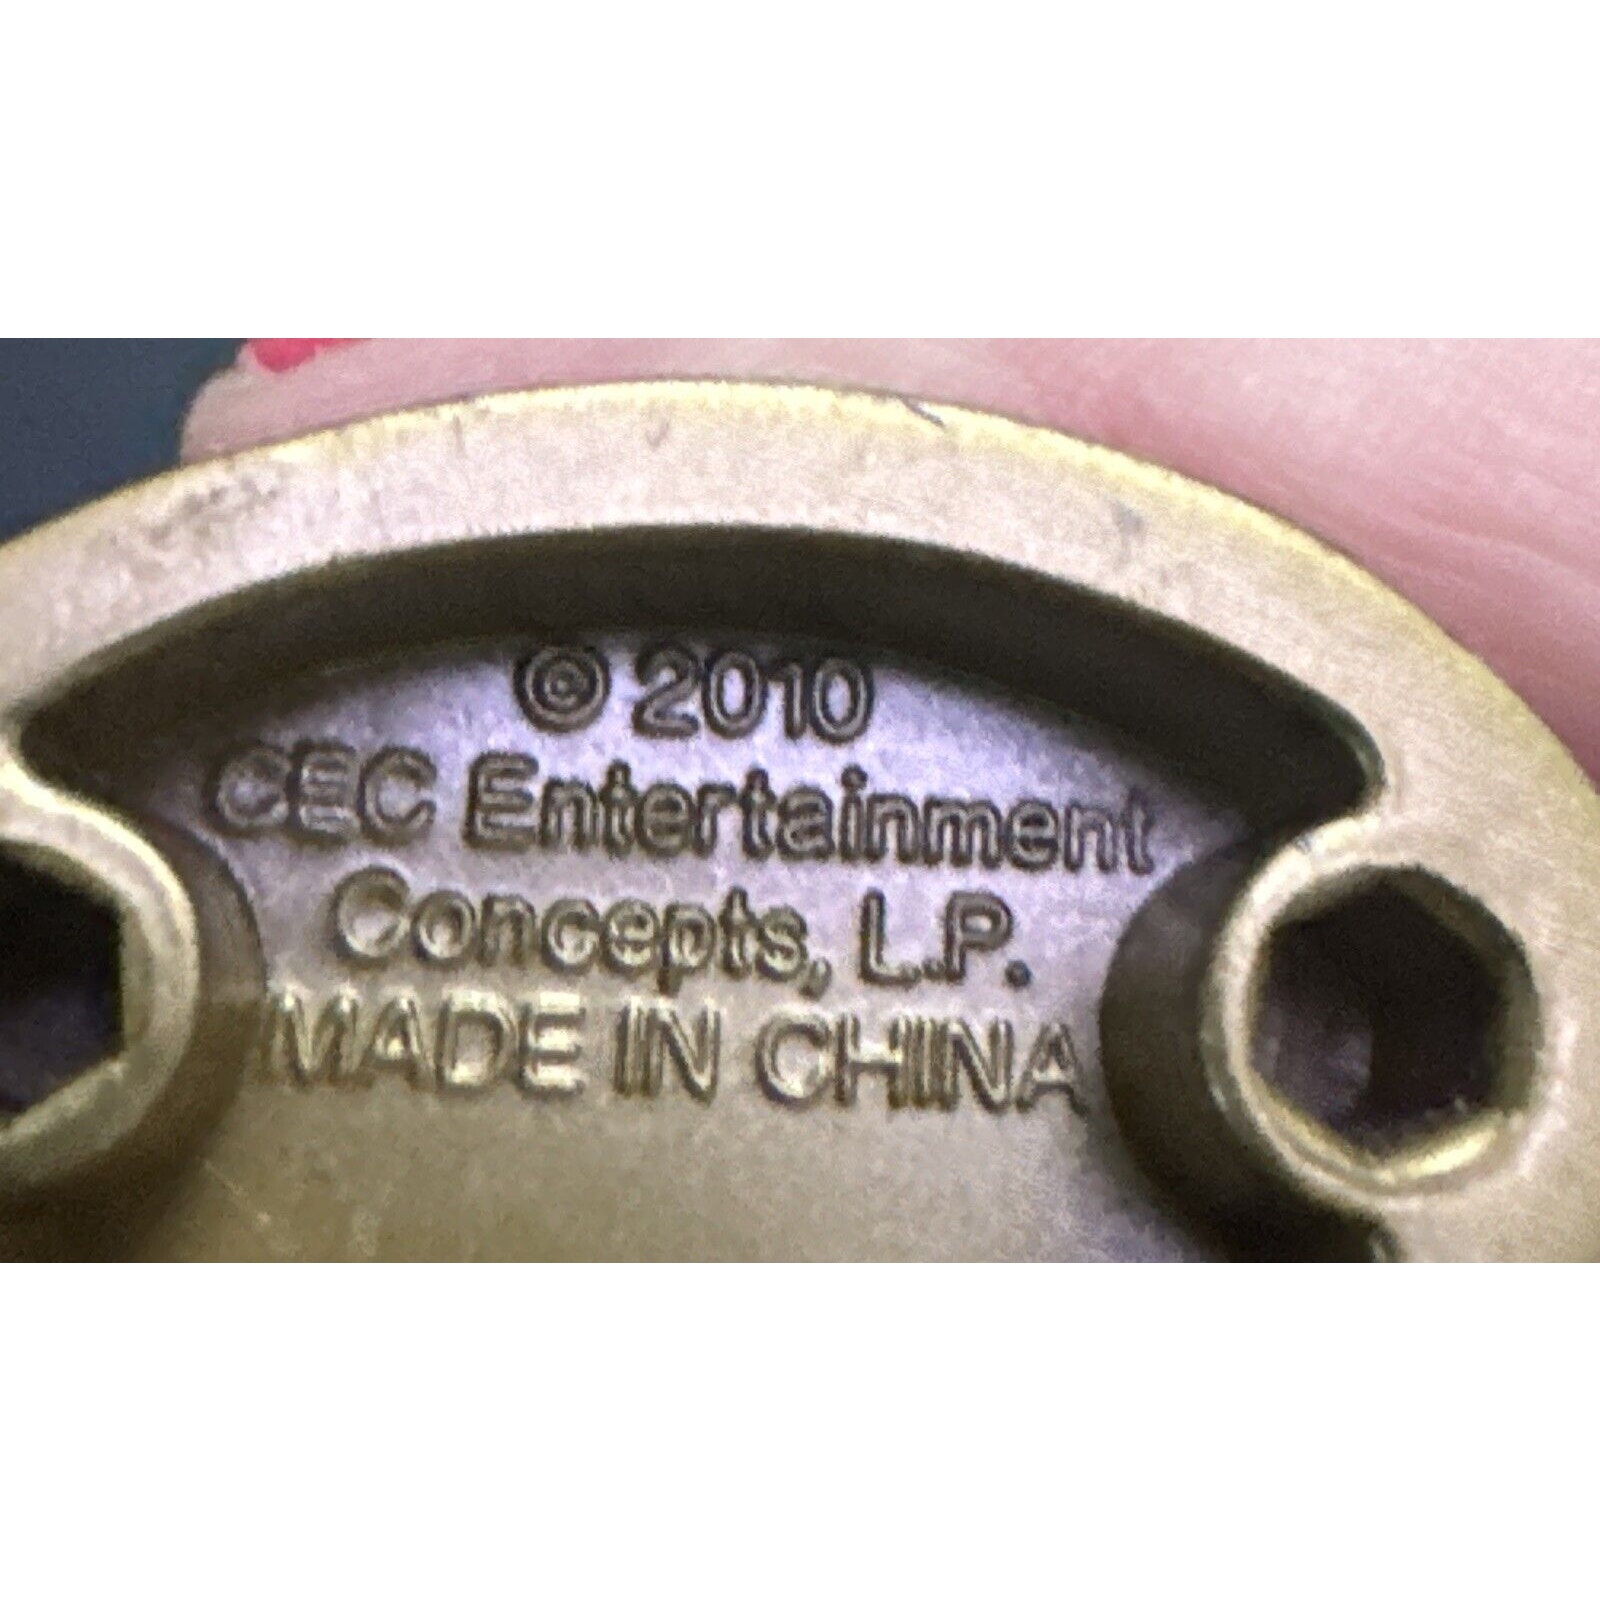 © 2010
CEC Entertainment
Concepts, L.P.
MADE IN CHINA